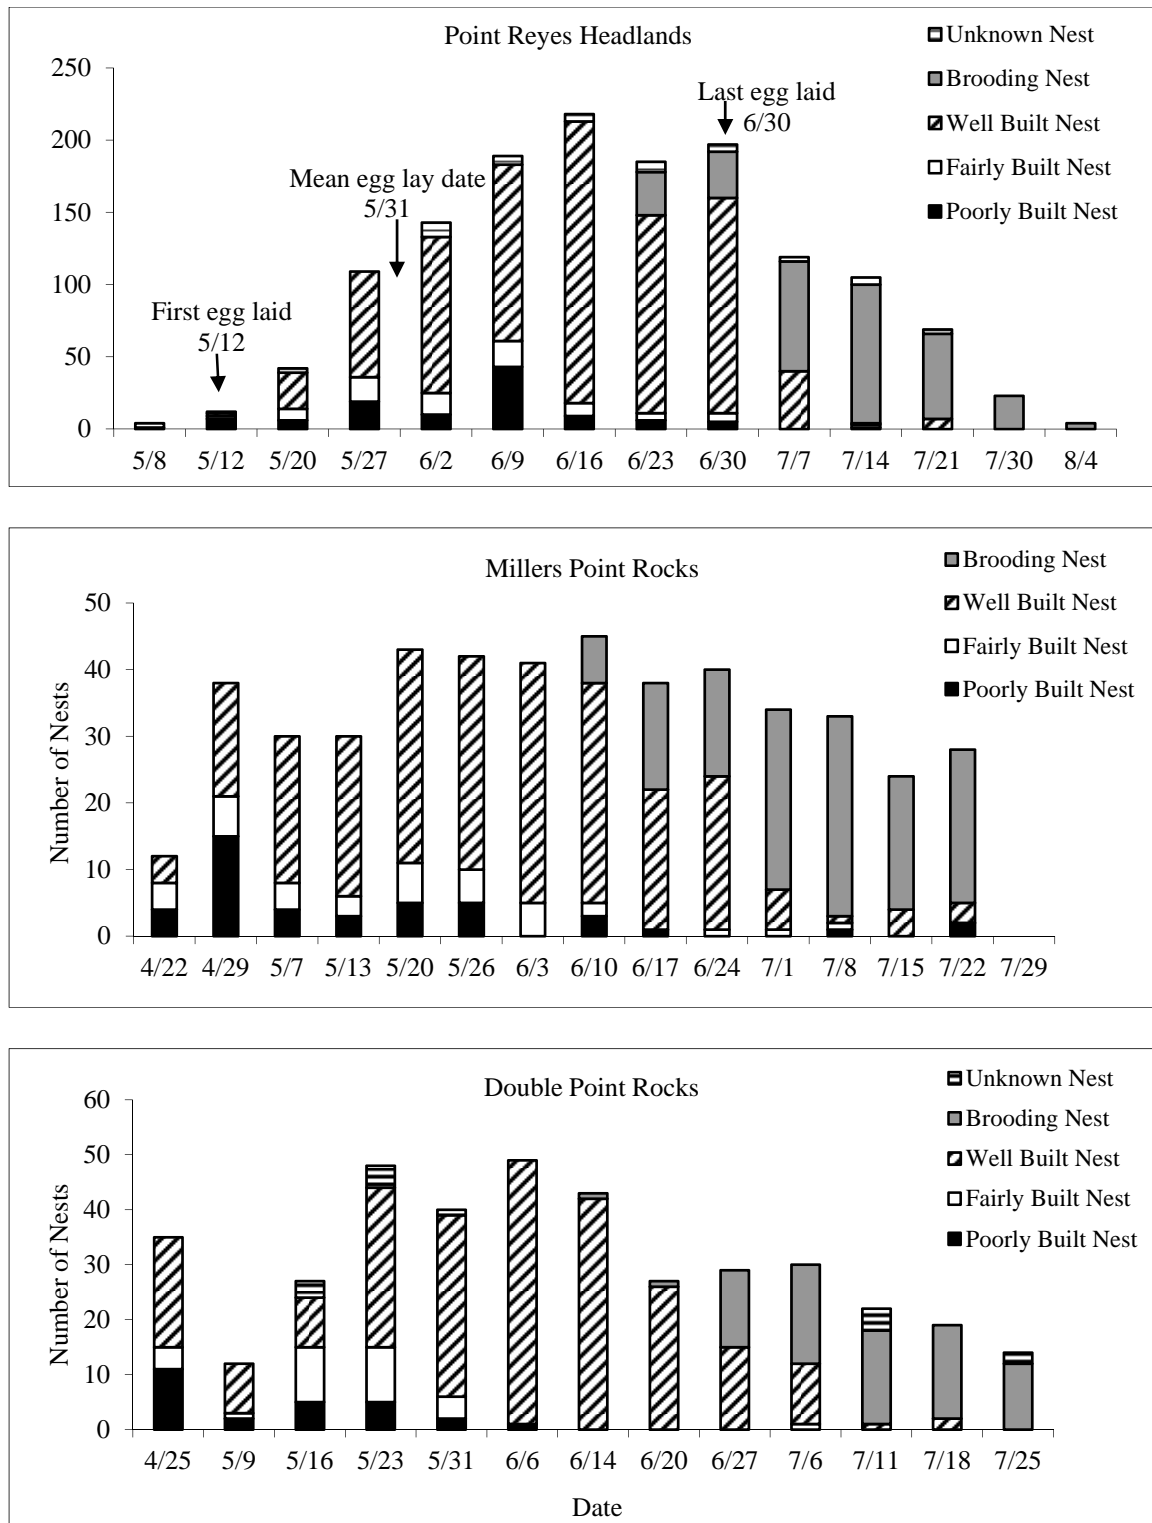 Point Reyes Headlands
Unknown Nest
Brooding Nest
Well Built Nest
Fairly Built Nest
Poorly Built Nest
250
200
150
100
50
0
First egg laid
5/12
Mean egg lay date
5/31
Last egg laid
6/30
5/8 5/12 5/20 5/27 6/2 6/9 6/16 6/23 6/30 7/7 7/14 7/21 7/30 8/4
Millers Point Rocks
Brooding Nest
Well Built Nest
Fairly Built Nest
Poorly Built Nest
Number of Nests
50
40
30
20
10
0
4/22 4/29 5/7 5/13 5/20 5/26 6/3 6/10 6/17 6/24 7/1 7/8 7/15 7/22 7/29
Double Point Rocks
Unknown Nest
Brooding Nest
Well Built Nest
Fairly Built Nest
Poorly Built Nest
Number of Nests
60
50
40
30
20
10
0
4/25 5/9 5/16 5/23 5/31 6/6 6/14 6/20 6/27 7/6 7/11 7/18 7/25
Date